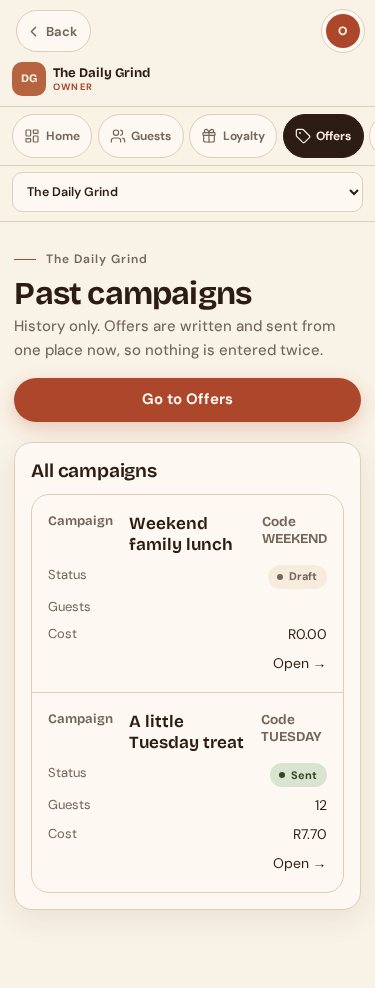 Back
O
DG
The Daily Grind
OWNER
Home
Guests
Loyalty
Offers
The Daily Grind
The Daily Grind
Past campaigns
History only. Offers are written and sent from
one place now, so nothing is entered twice.
Go to Offers
All campaigns
Campaign
Weekend
family lunch
Code
WEEKEND
Status
Draft
Guests
Cost
R0.00
Open →
Campaign
A little
Tuesday treat
Code
TUESDAY
Status
Sent
Guests
12
Cost
R7.70
Open →